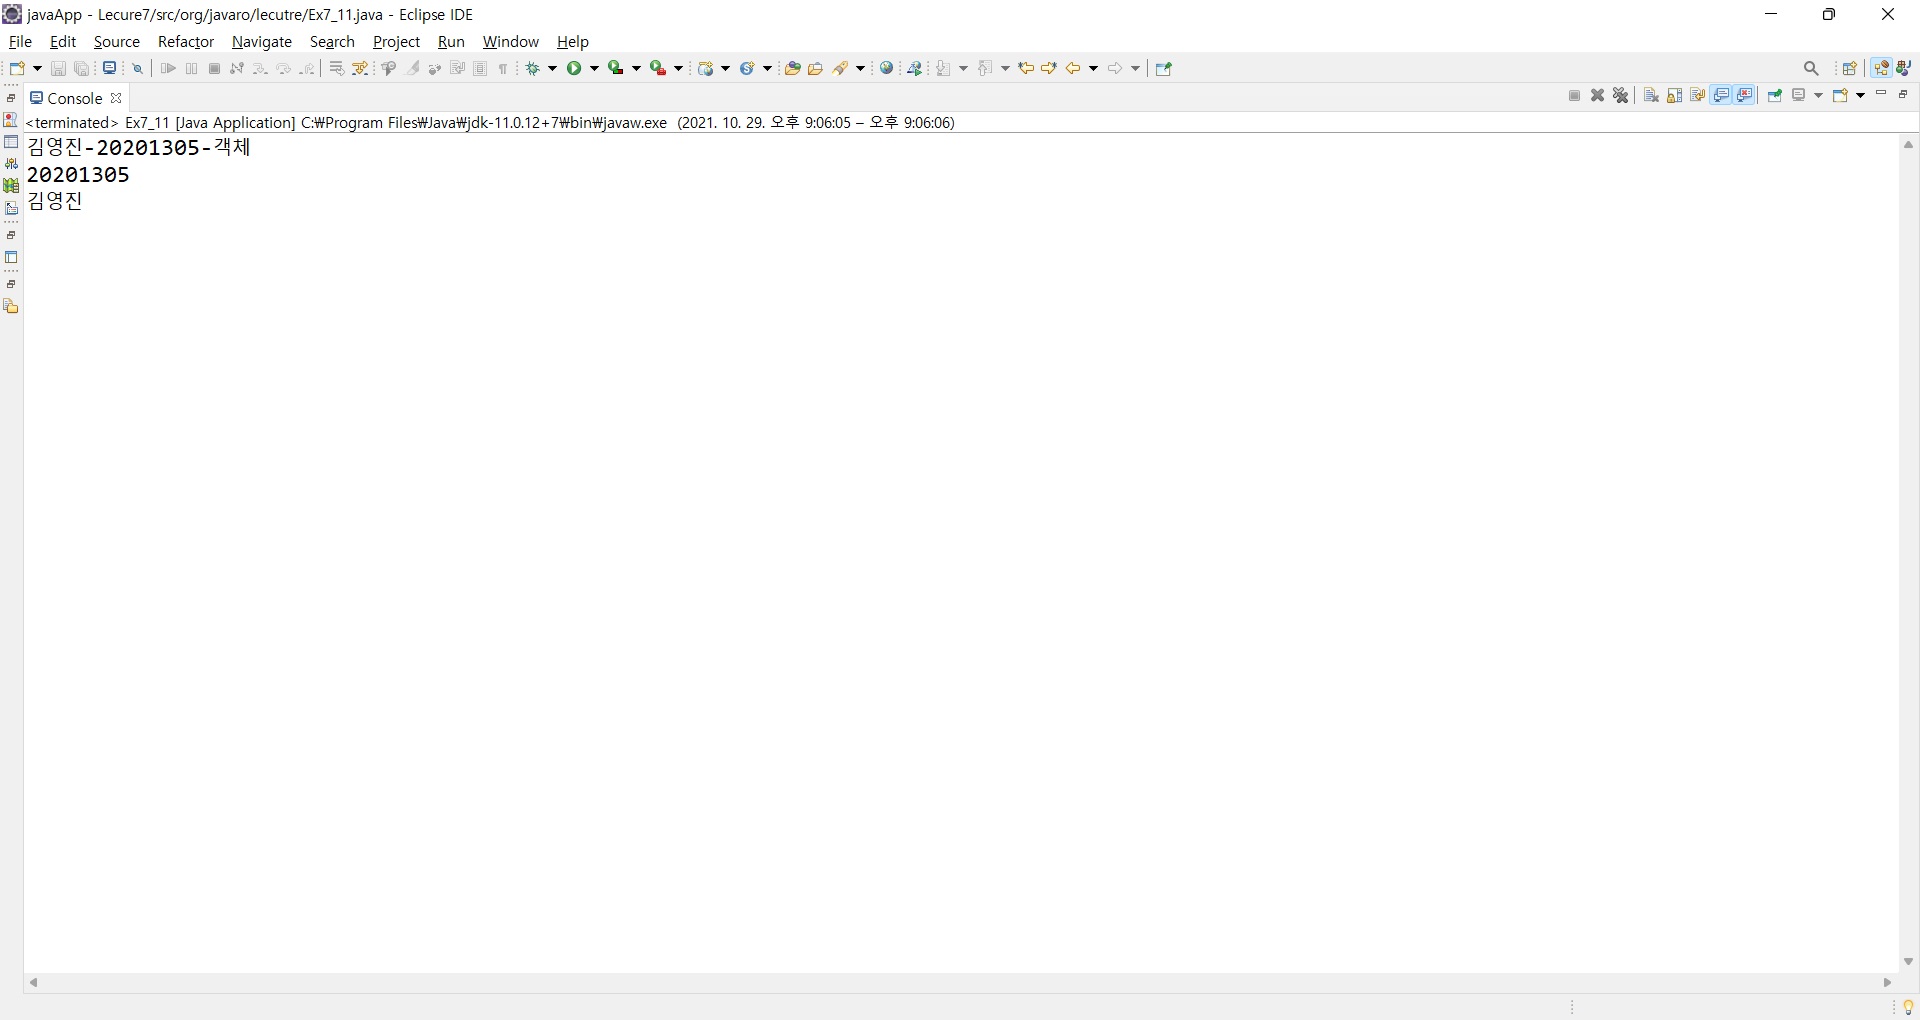 javaApp - Lecure7/src/org/javaro/lecutre/Ex7_11.java - Eclipse IDE
File Edit Source Refactor Navigate Search Project Run Window Help
Console
<terminated> Ex7_11 [Java Application] C:₩Program Files₩Java₩jdk-11.0.12+7₩bin₩javaw.exe (2021. 10. 29. 오후 9:06:05 – 오후 9:06:06)
김영진-20201305-객체
20201305
김영진